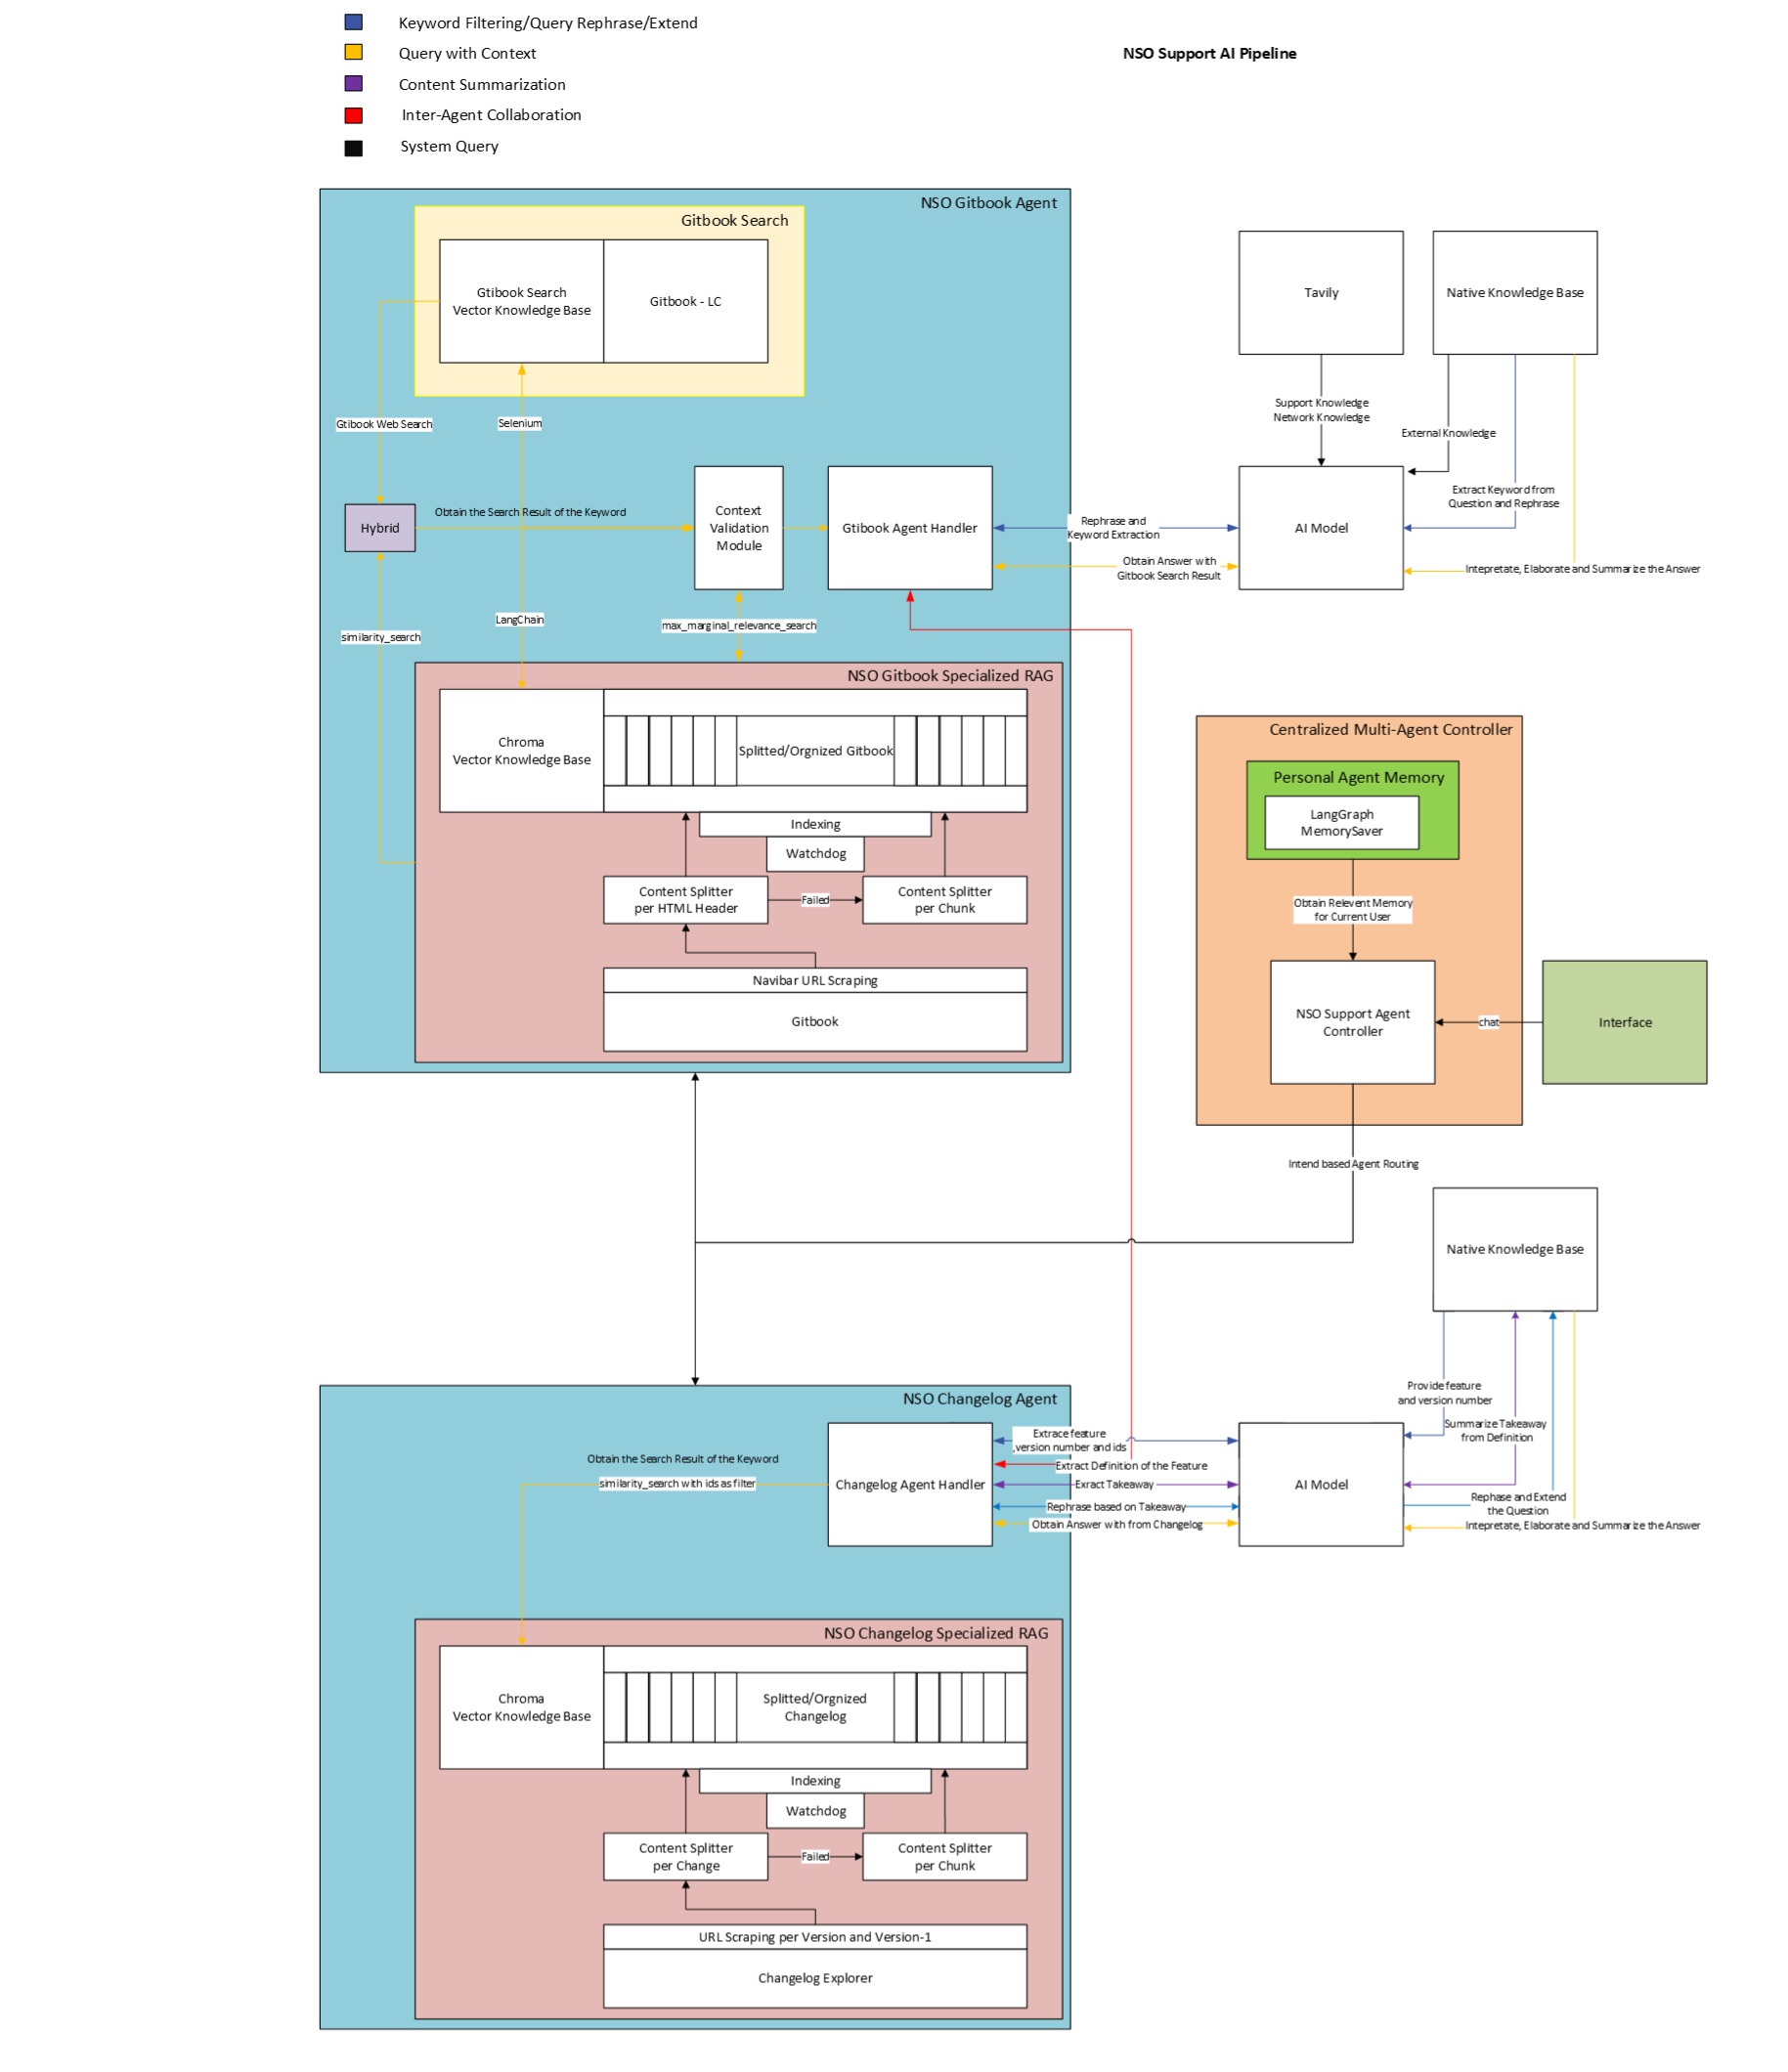 Keyword Filtering/Query Rephrase/Extend
Query with Context
Content Summarization
Inter-Agent Collaboration
System Query
NSO Support AI Pipeline
NSO Gitbook Agent
Gitbook Search
Gtibook Search
Vector Knowledge Base
Gitbook - LC
Gtibook Web Search
Selenium
Hybrid
Obtain the Search Result of the Keyword
Context
Validation
Module
Gtibook Agent Handler
similarity_search
LangChain
max_marginal_relevance_search
Tavily
Native Knowledge Base
Support Knowledge
Network Knowledge
External Knowledge
Extract Keyword from
Question and Rephrase
Rephrase and
Keyword Extraction
AI Model
Obtain Answer with
Gitbook Search Result
Intepretate, Elaborate and Summarize the Answer
NSO Gitbook Specialized RAG
Chroma
Vector Knowledge Base
Splitted/Orgnized Gitbook
Indexing
Watchdog
Content Splitter
per HTML Header
Failed
Content Splitter
per Chunk
Navibar URL Scraping
Gitbook
Centralized Multi-Agent Controller
Personal Agent Memory
LangGraph
MemorySaver
Obtain Relevent Memory
for Current User
NSO Support Agent
Controller
chat
Interface
Intend based Agent Routing
Native Knowledge Base
Provide feature
and version number
Summarize Takeaway
from Definition
Rephase and Extend
the Question
Intepretate, Elaborate and Summarize the Answer
NSO Changelog Agent
Obtain the Search Result of the Keyword
similarity_search with ids as filter
Changelog Agent Handler
Extrace feature
,version number and ids
Extract Definition of the Feature
Exract Takeaway
Rephrase based on Takeaway
Obtain Answer with from Changelog
AI Model
NSO Changelog Specialized RAG
Chroma
Vector Knowledge Base
Splitted/Orgnized
Changelog
Indexing
Watchdog
Content Splitter
per Change
Failed
Content Splitter
per Chunk
URL Scraping per Version and Version-1
Changelog Explorer